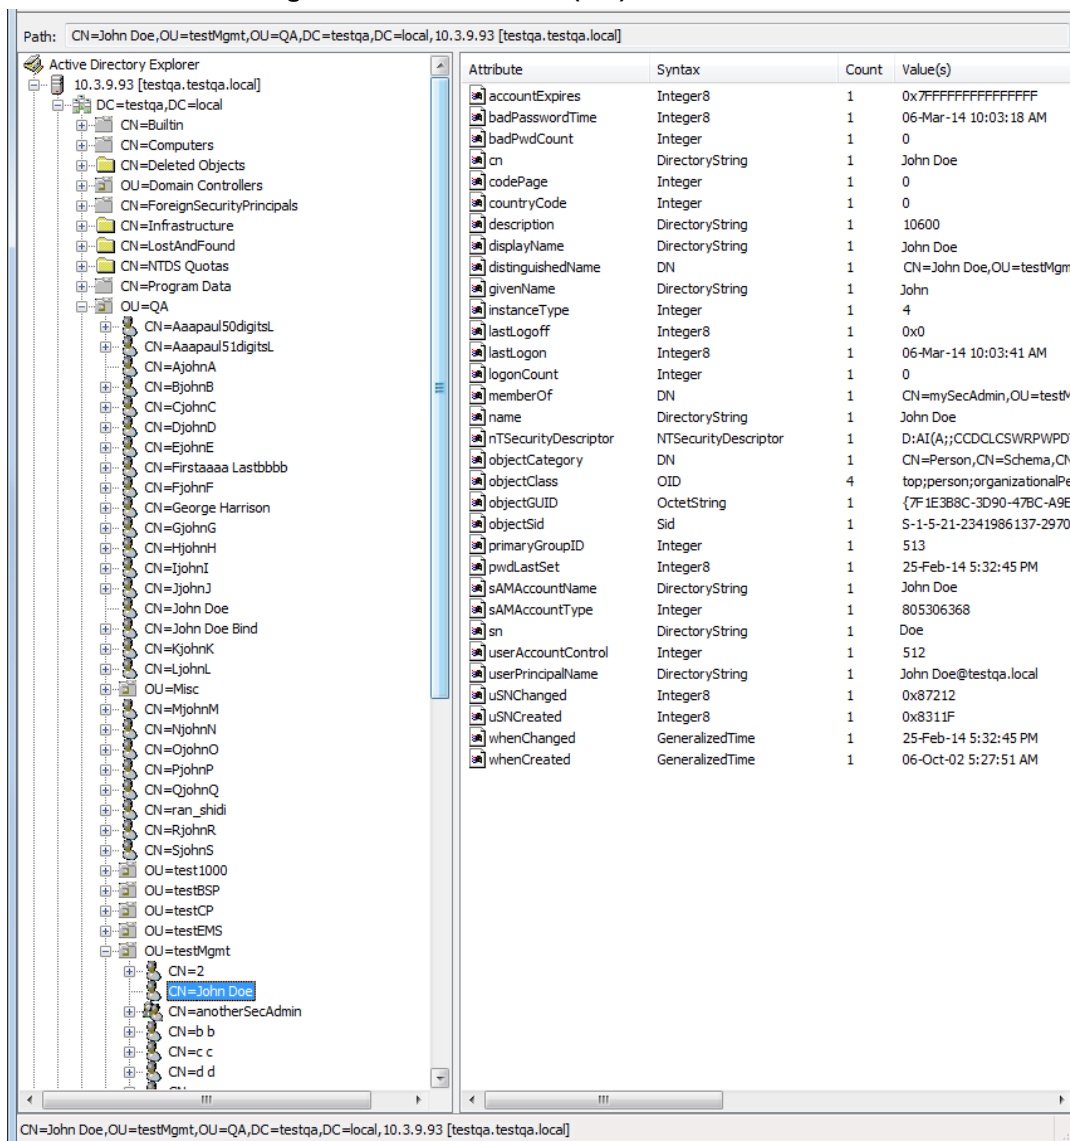 Path: CN=John Doe,OU=testMgmt,OU=QA,DC=testqa,DC=local,10.3.9.93 [testqa.testqa.local]
Active Directory Explorer
10.3.9.93 [testqa.testqa.local]
DC=testqa,DC=local
CN=Builtin
CN=Computers
CN=Deleted Objects
OU=Domain Controllers
CN=ForeignSecurityPrincipals
CN=Infrastructure
CN=LostAndFound
CN=NTDS Quotas
CN=Program Data
OU=QA
CN=Aaapaul50digitsL
CN=Aaapaul51digitsL
CN=AjohnA
CN=BjohnB
CN=CjohnC
CN=DjohnD
CN=EjohnE
CN=Firstaaaa Lastbbbb
CN=FjohnF
CN=George Harrison
CN=GjohnG
CN=HjohnH
CN=IjohnI
CN=JjohnJ
CN=John Doe
CN=John Doe Bind
CN=KjohnK
CN=LjohnL
OU=Misc
CN=MjohnM
CN=NjohnN
CN=OjohnO
CN=PjohnP
CN=QjohnQ
CN=ran_shidi
CN=RjohnR
CN=SjohnS
OU=test1000
OU=testBSP
OU=testCP
OU=testEMS
OU=testMgmt
CN=2
CN=John Doe
CN=anotherSecAdmin
CN=b b
CN=c c
CN=d d
Attribute Syntax Count Value(s)
accountExpires Integer8 1 0x7FFFFFFFFFFFFFFF
badPasswordTime Integer8 1 06-Mar-14 10:03:18 AM
badPwdCount Integer 1 0
cn DirectoryString 1 John Doe
codePage Integer 1 0
countryCode Integer 1 0
description DirectoryString 1 10600
displayName DirectoryString 1 John Doe
distinguishedName DN 1 CN=John Doe,OU=testMgm
givenName DirectoryString 1 John
instanceType Integer 1 4
lastLogoff Integer8 1 0x0
lastLogon Integer8 1 06-Mar-14 10:03:41 AM
logonCount Integer 1 0
memberOf DN 1 CN=mySecAdmin,OU=testM
name DirectoryString 1 John Doe
nTSecurityDescriptor NTSecurityDescriptor 1 D:AI(A;;CCDCLCSWRPWPD
objectCategory DN 1 CN=Person,CN=Schema,CN
objectClass OID 4 top;person;organizationalPe
objectGUID OctetString 1 {7F1E3B8C-3D90-47BC-A9E
objectSid Sid 1 S-1-5-21-2341986137-2970
primaryGroupID Integer 1 513
pwdLastSet Integer8 1 25-Feb-14 5:32:45 PM
sAMAccountName DirectoryString 1 John Doe
sAMAccountType Integer 1 805306368
sn DirectoryString 1 Doe
userAccountControl Integer 1 512
userPrincipalName DirectoryString 1 John Doe@testqa.local
uSNChanged Integer8 1 0x87212
uSNCreated Integer8 1 0x8311F
whenChanged GeneralizedTime 1 25-Feb-14 5:32:45 PM
whenCreated GeneralizedTime 1 06-Oct-02 5:27:51 AM
CN=John Doe,OU=testMgmt,OU=QA,DC=testqa,DC=local,10.3.9.93 [testqa.testqa.local]